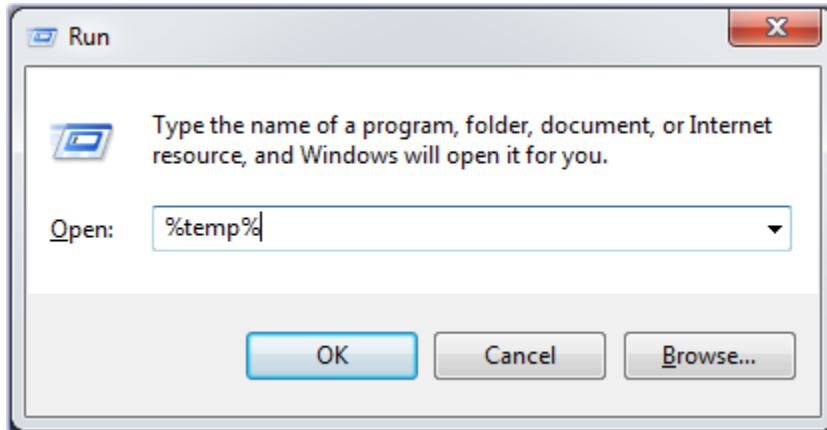 Run
Type the name of a program, folder, document, or Internet
resource, and Windows will open it for you.
Open: %temp%
OK Cancel Browse...